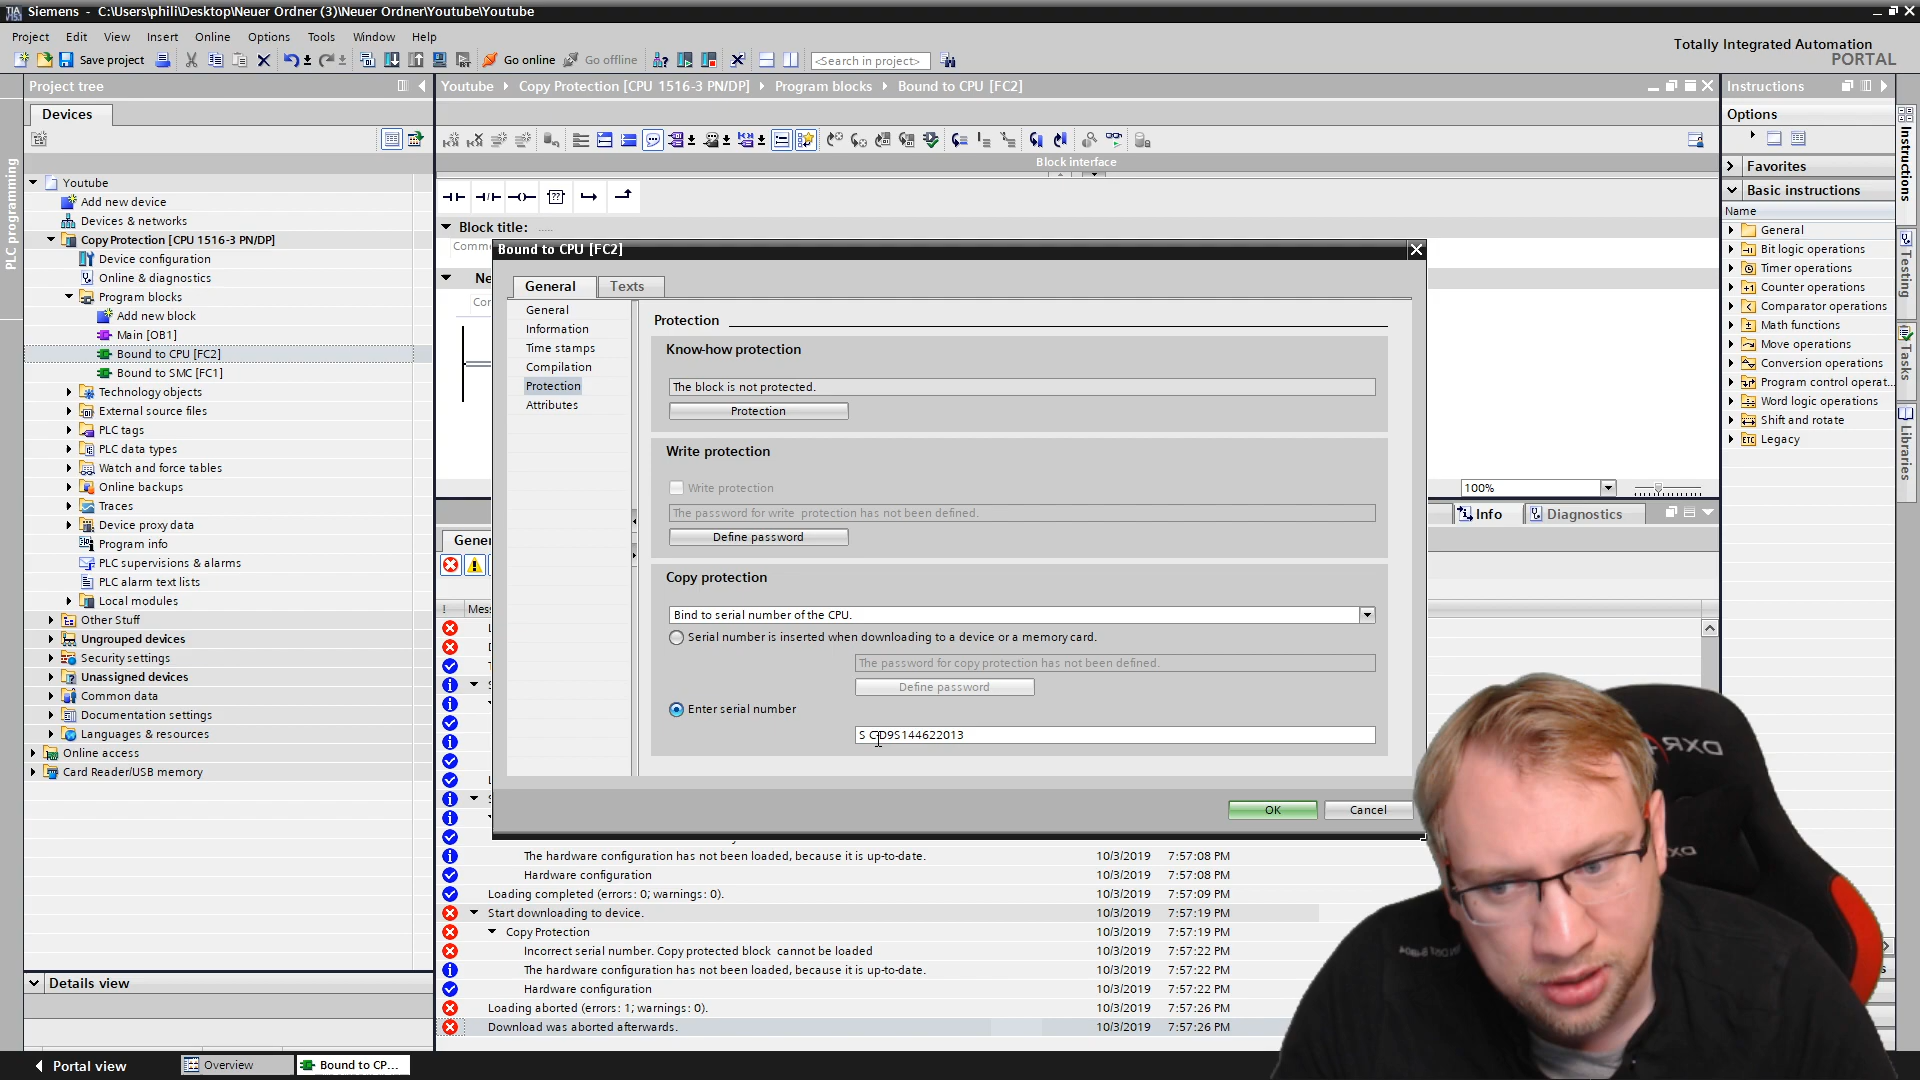 Siemens - C:\Users\phili\Desktop\Neuer Ordner (3)\Neuer Ordner\Youtube\Youtube
Project Edit View Insert Online Options Tools Window Help
Totally Integrated Automation
PORTAL
Save project
Go online
Go offline
<Search in project>
Project tree
Devices
PLC programming
Youtube
Add new device
Devices & networks
Copy Protection [CPU 1516-3 PN/DP]
Device configuration
Online & diagnostics
Program blocks
Add new block
Main [OB1]
Bound to CPU [FC2]
Bound to SMC [FC1]
Technology objects
External source files
PLC tags
PLC data types
Watch and force tables
Online backups
Traces
Device proxy data
Program info
PLC supervisions & alarms
PLC alarm text lists
Local modules
Other Stuff
Ungrouped devices
Security settings
Unassigned devices
Common data
Documentation settings
Languages & resources
Online access
Card Reader/USB memory
Details view
Youtube Copy Protection [CPU 1516-3 PN/DP] Program blocks Bound to CPU [FC2]
Block interface
Block title: .....
Comm
Ne
Cor
Bound to CPU [FC2]
General Texts
General
Information
Time stamps
Compilation
Protection
Attributes
Protection
Know-how protection
The block is not protected.
Protection
Write protection
Write protection
The password for write protection has not been defined.
Define password
Copy protection
Bind to serial number of the CPU.
Serial number is inserted when downloading to a device or a memory card.
The password for copy protection has not been defined.
Define password
Enter serial number
S C-D9S144622013
OK
Cancel
100%
Info
Diagnostics
Gener
! Mes
The hardware configuration has not been loaded, because it is up-to-date. 10/3/2019 7:57:08 PM
Hardware configuration 10/3/2019 7:57:08 PM
Loading completed (errors: 0; warnings: 0). 10/3/2019 7:57:09 PM
Start downloading to device. 10/3/2019 7:57:19 PM
Copy Protection 10/3/2019 7:57:19 PM
Incorrect serial number. Copy protected block cannot be loaded 10/3/2019 7:57:22 PM
The hardware configuration has not been loaded, because it is up-to-date. 10/3/2019 7:57:22 PM
Hardware configuration 10/3/2019 7:57:22 PM
Loading aborted (errors: 1; warnings: 0). 10/3/2019 7:57:26 PM
Download was aborted afterwards. 10/3/2019 7:57:26 PM
Instructions
Options
Favorites
Basic instructions
Name
General
Bit logic operations
Timer operations
Counter operations
Comparator operations
Math functions
Move operations
Conversion operations
Program control operat...
Word logic operations
Shift and rotate
Legacy
Instructions
Testing
Tasks
Libraries
DXR
Portal view
Overview
Bound to CP...